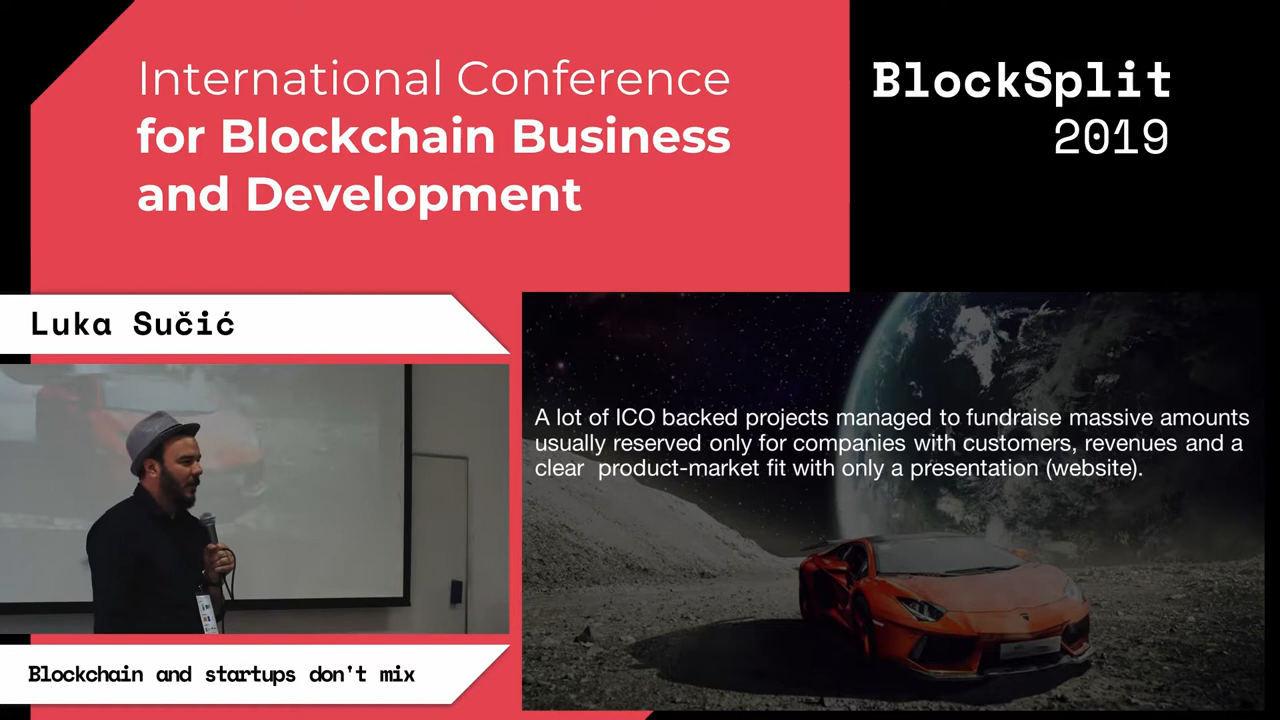 International Conference
for Blockchain Business
and Development
BlockSplit
2019
Luka Sučić
A lot of ICO backed projects managed to fundraise massive amounts
usually reserved only for companies with customers, revenues and a
clear  product-market fit with only a presentation (website).
Blockchain and startups don't mix